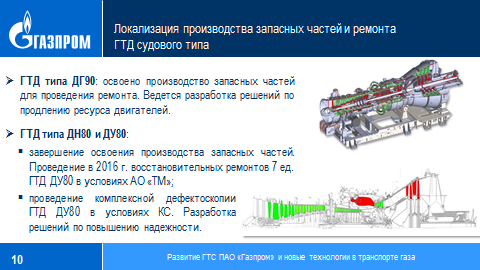 ГАЗПРОМ
Локализация производства запасных частей и ремонта
ГТД судового типа
➢ ГТД типа ДГ90: освоено производство запасных частей
для проведения ремонта. Ведется разработка решений по
продлению ресурса двигателей.
➢ ГТД типа ДН80 и ДУ80:
▪ завершение освоения производства запасных частей.
Проведение в 2016 г. восстановительных ремонтов 7 ед.
ГТД ДУ80 в условиях АО «ТМ»;
▪ проведение комплексной дефектоскопии
ГТД ДУ80 в условиях КС. Разработка
решений по повышению надежности.
10
Развитие ГТС ПАО «Газпром» и новые технологии в транспорте газа